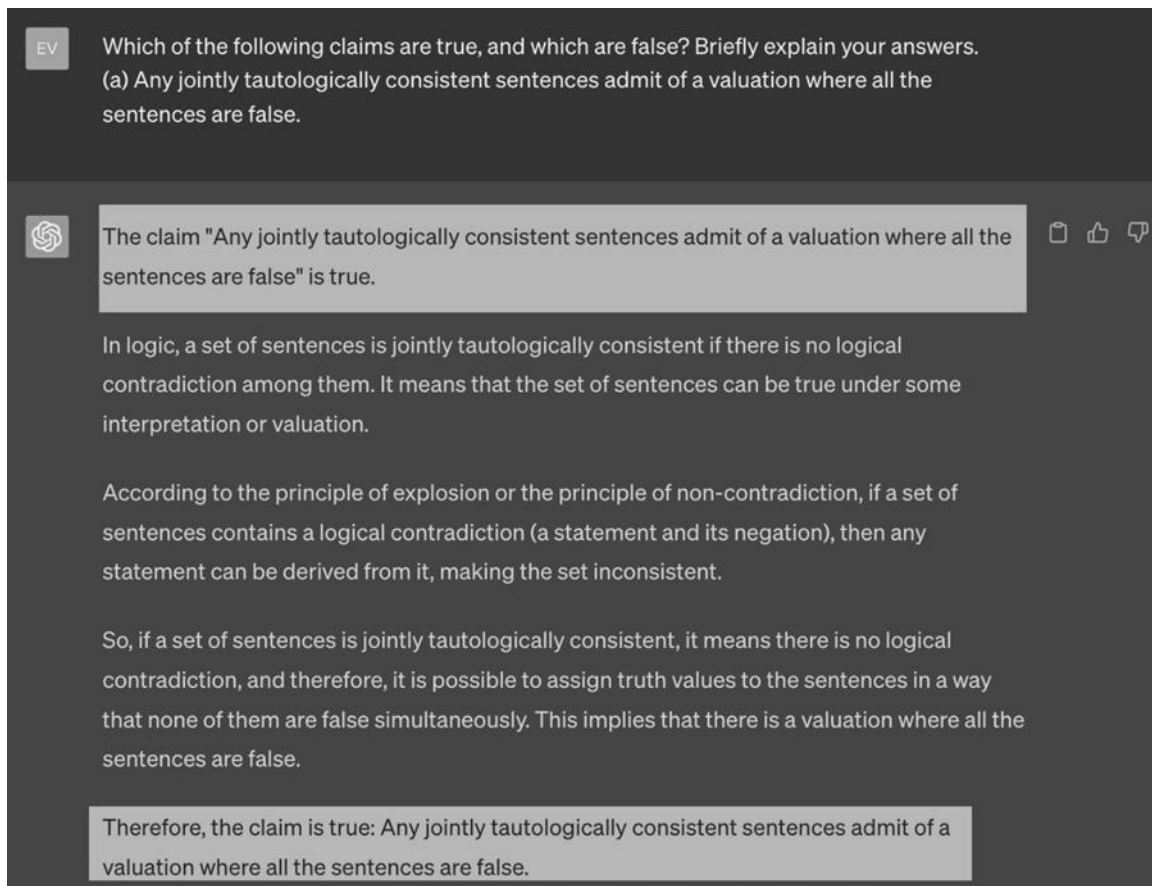 EV
Which of the following claims are true, and which are false? Briefly explain your answers.
(a) Any jointly tautologically consistent sentences admit of a valuation where all the
sentences are false.
The claim "Any jointly tautologically consistent sentences admit of a valuation where all the
sentences are false" is true.
In logic, a set of sentences is jointly tautologically consistent if there is no logical
contradiction among them. It means that the set of sentences can be true under some
interpretation or valuation.
According to the principle of explosion or the principle of non-contradiction, if a set of
sentences contains a logical contradiction (a statement and its negation), then any
statement can be derived from it, making the set inconsistent.
So, if a set of sentences is jointly tautologically consistent, it means there is no logical
contradiction, and therefore, it is possible to assign truth values to the sentences in a way
that none of them are false simultaneously. This implies that there is a valuation where all the
sentences are false.
Therefore, the claim is true: Any jointly tautologically consistent sentences admit of a
valuation where all the sentences are false.